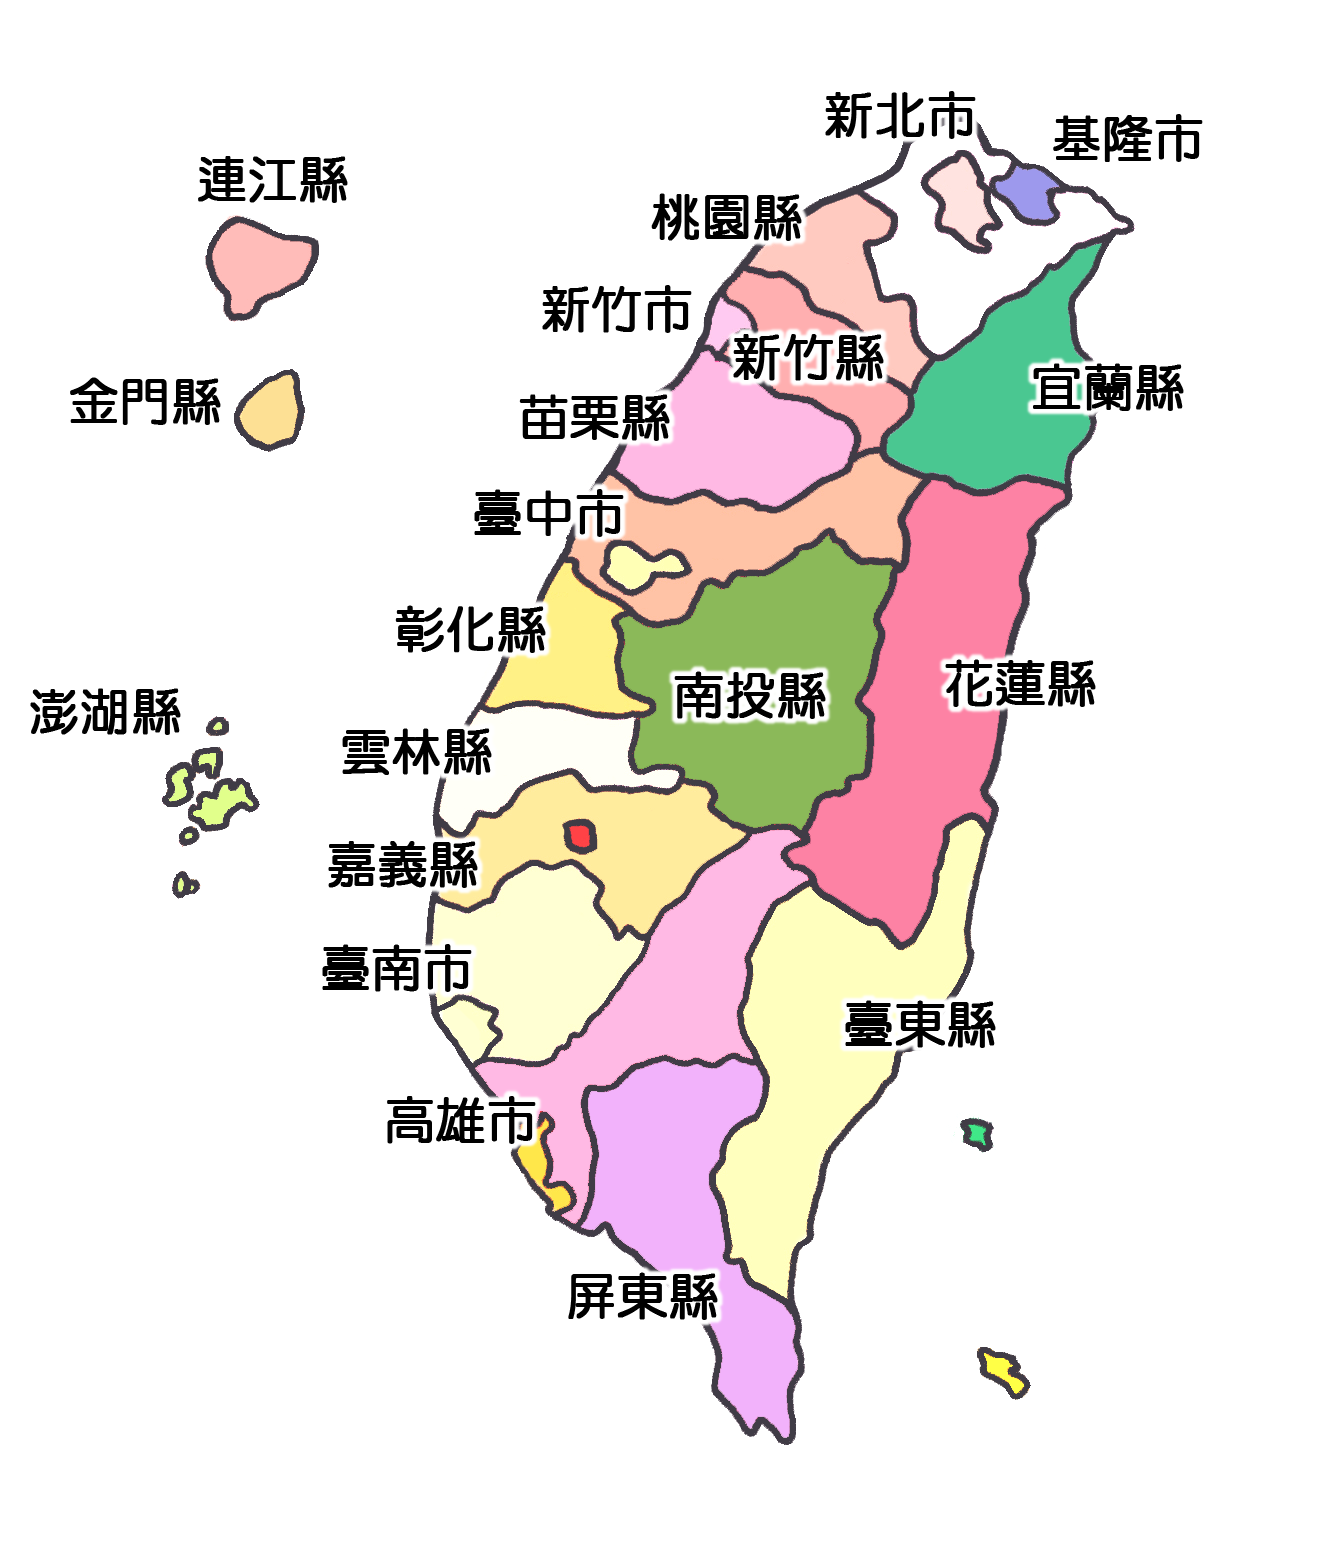 新北市
基隆市
連江縣
桃園縣
新竹市
新竹縣
宜蘭縣
金門縣
苗栗縣
臺中市
彰化縣
南投縣
花蓮縣
澎湖縣
雲林縣
嘉義縣
臺南市
臺東縣
高雄市
屏東縣